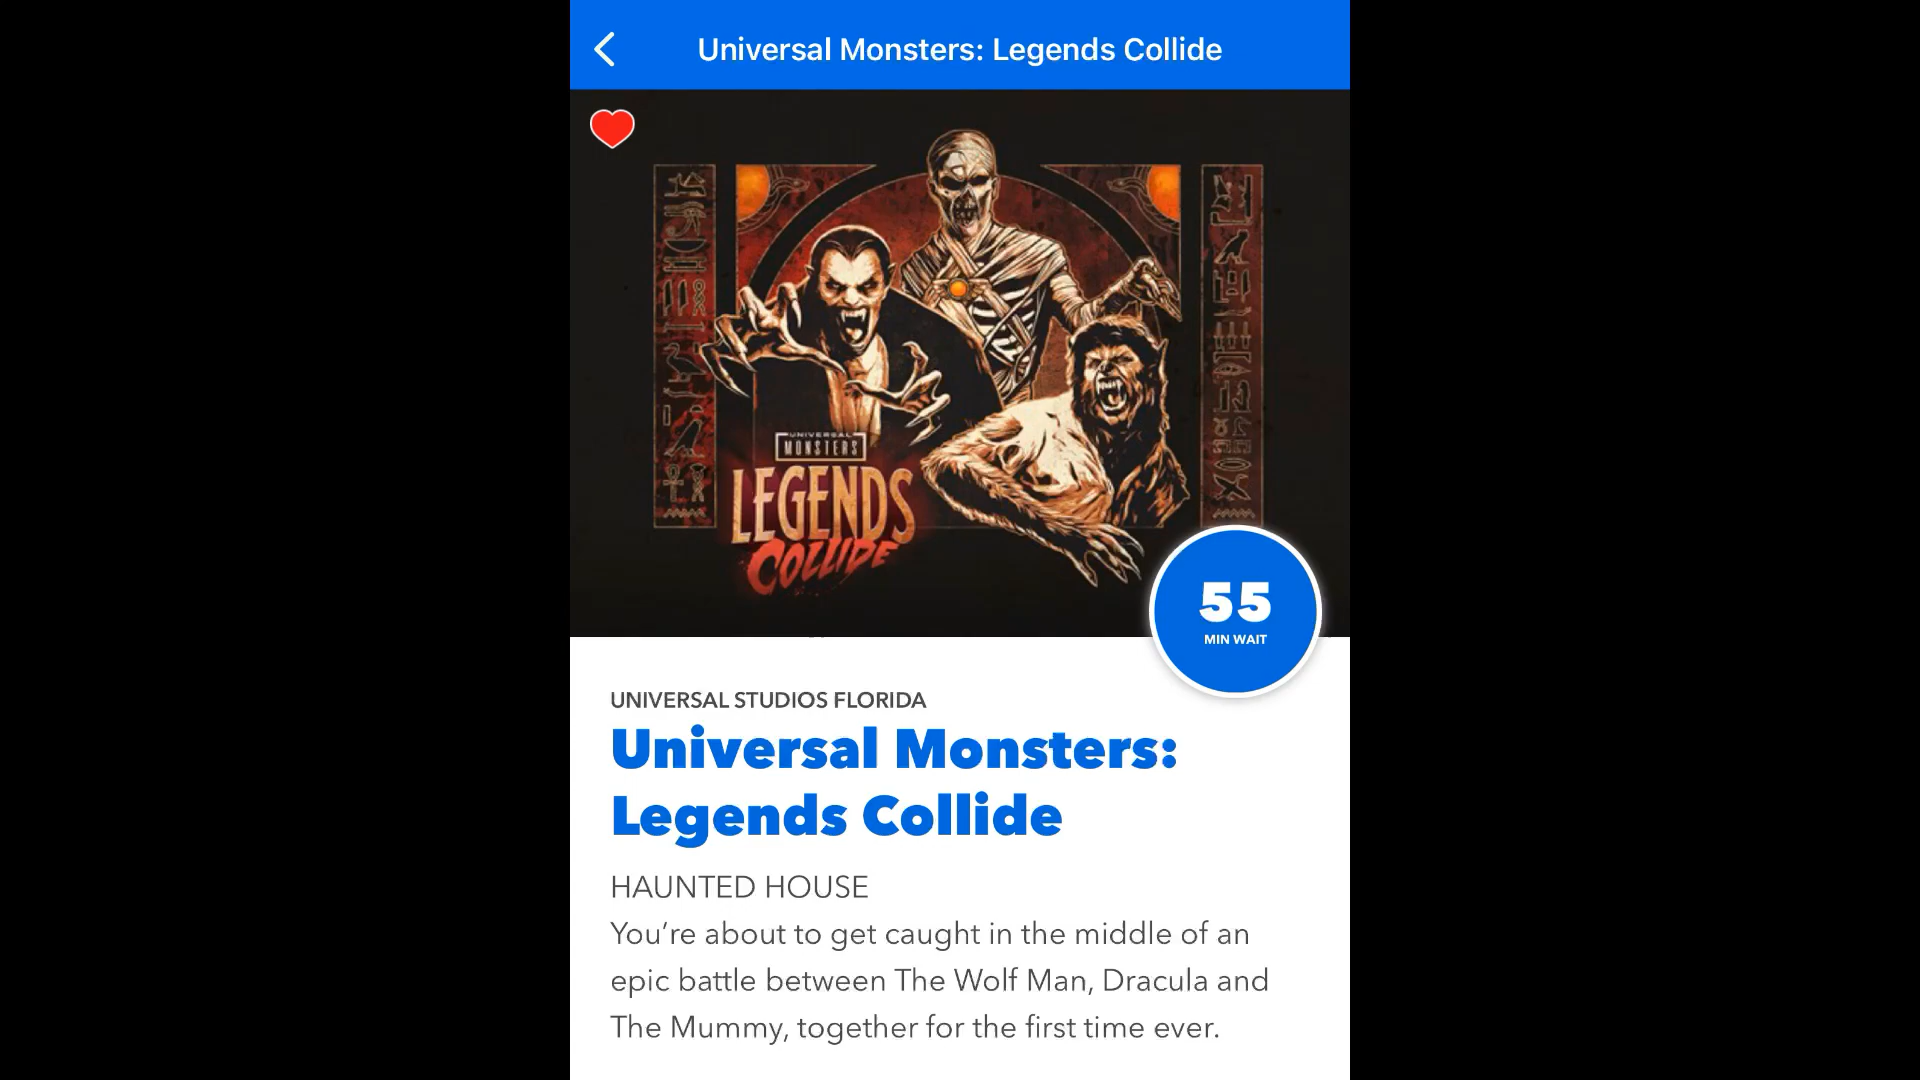 Universal Monsters: Legends Collide
UNIVERSAL
MONSTERS
LEGENDS
COLLIDE
55
MIN WAIT
UNIVERSAL STUDIOS FLORIDA
Universal Monsters:
Legends Collide
HAUNTED HOUSE
You’re about to get caught in the middle of an
epic battle between The Wolf Man, Dracula and
The Mummy, together for the first time ever.